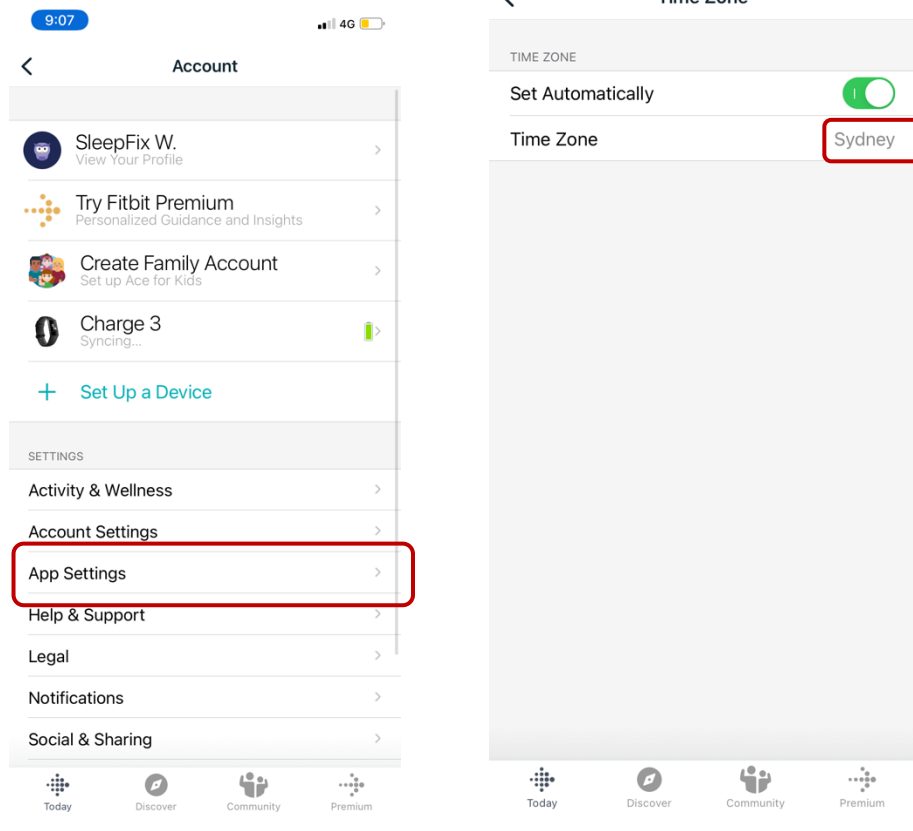 9:07
4G
Account
SleepFix W.
View Your Profile
Try Fitbit Premium
Personalized Guidance and Insights
Create Family Account
Set up Ace for Kids
Charge 3
Syncing...
+ Set Up a Device
SETTINGS
Activity & Wellness
Account Settings
App Settings
Help & Support
Legal
Notifications
Social & Sharing
Today
Discover
Community
Premium
Time Zone
TIME ZONE
Set Automatically
Time Zone
Sydney
Today
Discover
Community
Premium